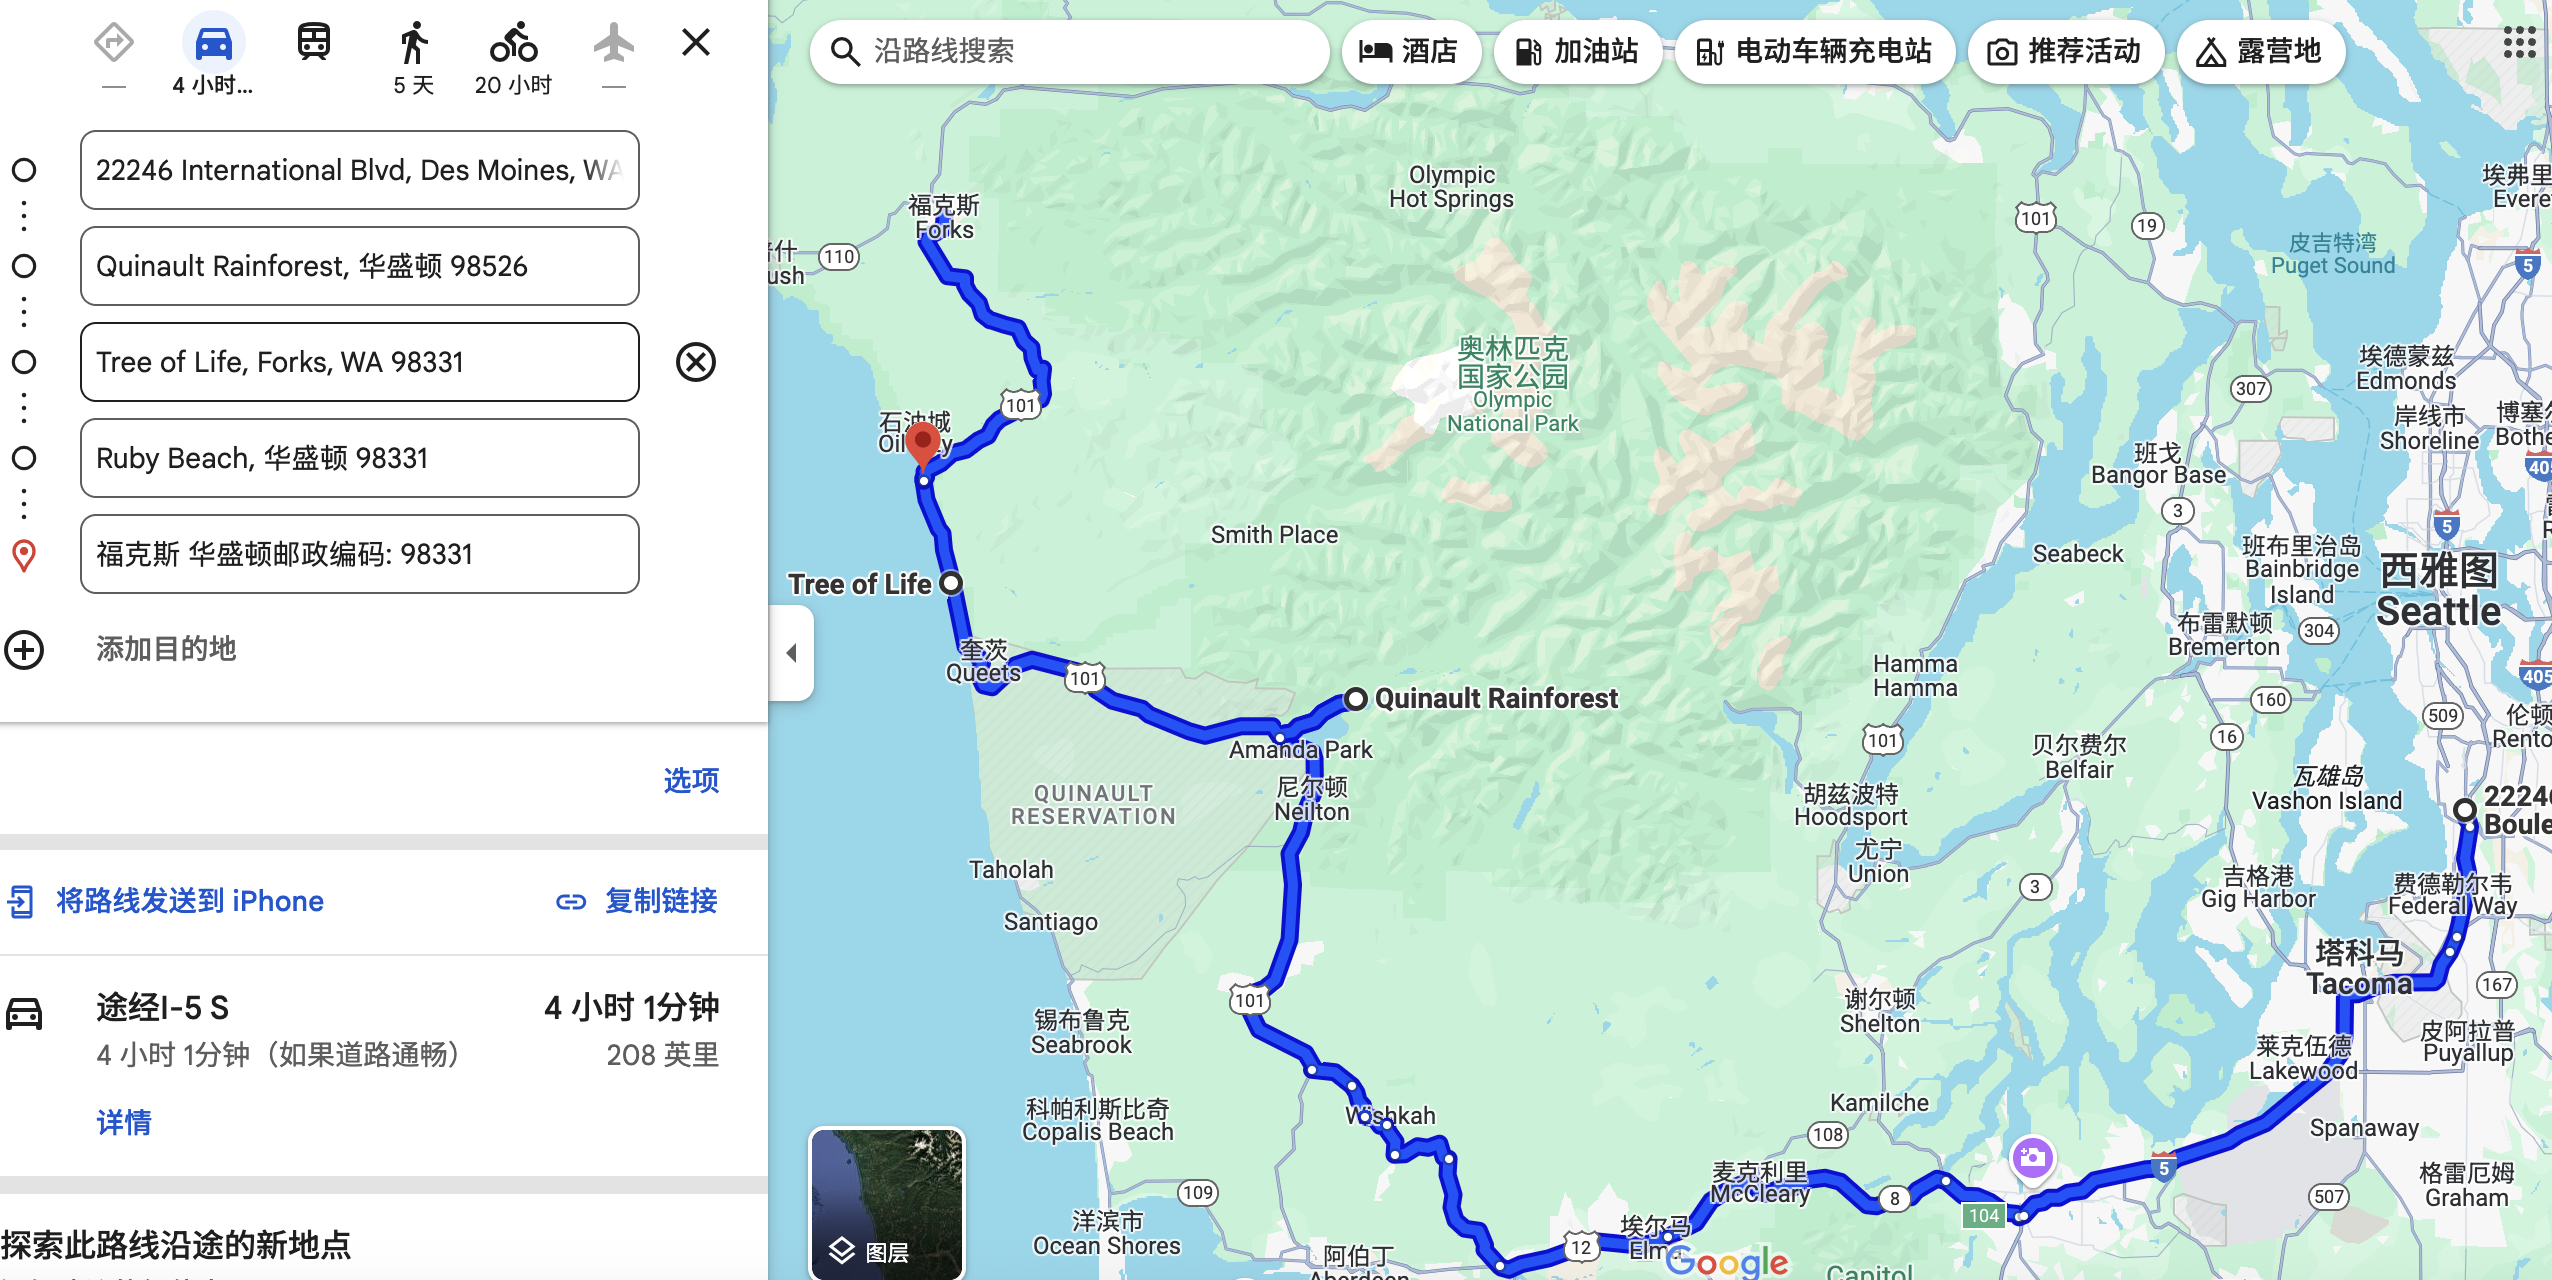 4 小时...
5 天
20 小时
22246 International Blvd, Des Moines, WA
Quinault Rainforest, 华盛顿 98526
Tree of Life, Forks, WA 98331
Ruby Beach, 华盛顿 98331
福克斯 华盛顿邮政编码: 98331
添加目的地
选项
将路线发送到 iPhone
复制链接
途经I-5 S
4 小时 1分钟
4 小时 1分钟（如果道路通畅）
208 英里
详情
探索此路线沿途的新地点
沿路线搜索
酒店
加油站
电动车辆充电站
推荐活动
露营地
Olympic
Hot Springs
福克斯
Forks
110
101
19
皮吉特湾
Puget Sound
5
奥林匹克
国家公园
Olympic
National Park
埃德蒙兹
Edmonds
307
岸线市
Shoreline
101
石油城
班戈
Bangor Base
3
405
5
Smith Place
Seabeck
班布里治岛
Bainbridge
Island
西雅图
Seattle
Tree of Life
布雷默顿
Bremerton
304
奎茨
Queets
101
Hamma
Hamma
405
160
509
Quinault Rainforest
Amanda Park
101
16
贝尔费尔
Belfair
尼尔顿
Neilton
QUINAULT
RESERVATION
胡兹波特
Hoodsport
瓦雄岛
Vashon Island
Taholah
尤宁
Union
3
吉格港
Gig Harbor
费德勒尔韦
Federal Way
Santiago
塔科马
Tacoma
167
101
谢尔顿
Shelton
锡布鲁克
Seabrook
皮阿拉普
Puyallup
莱克伍德
Lakewood
科帕利斯比奇
Copalis Beach
Wishkah
Kamilche
108
Spanaway
麦克利里
McCleary
5
格雷厄姆
Graham
109
8
507
104
洋滨市
Ocean Shores
埃尔马
12
阿伯丁
Aberdeen
Google
Capitol
图层